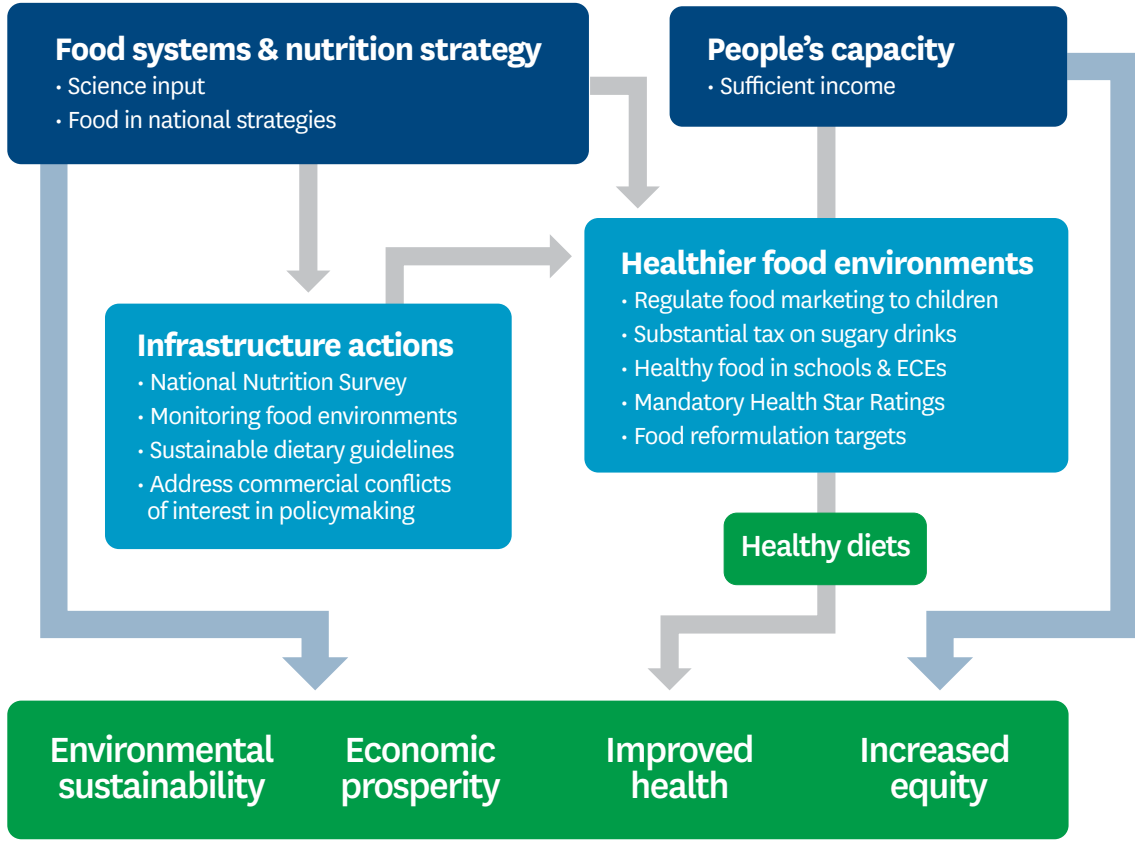 Food systems & nutrition strategy
· Science input
· Food in national strategies
People’s capacity
· Sufficient income
Healthier food environments
· Regulate food marketing to children
· Substantial tax on sugary drinks
· Healthy food in schools & ECEs
· Mandatory Health Star Ratings
· Food reformulation targets
Infrastructure actions
· National Nutrition Survey
· Monitoring food environments
· Sustainable dietary guidelines
· Address commercial conflicts
of interest in policymaking
Healthy diets
Environmental
sustainability
Economic
prosperity
Improved
health
Increased
equity